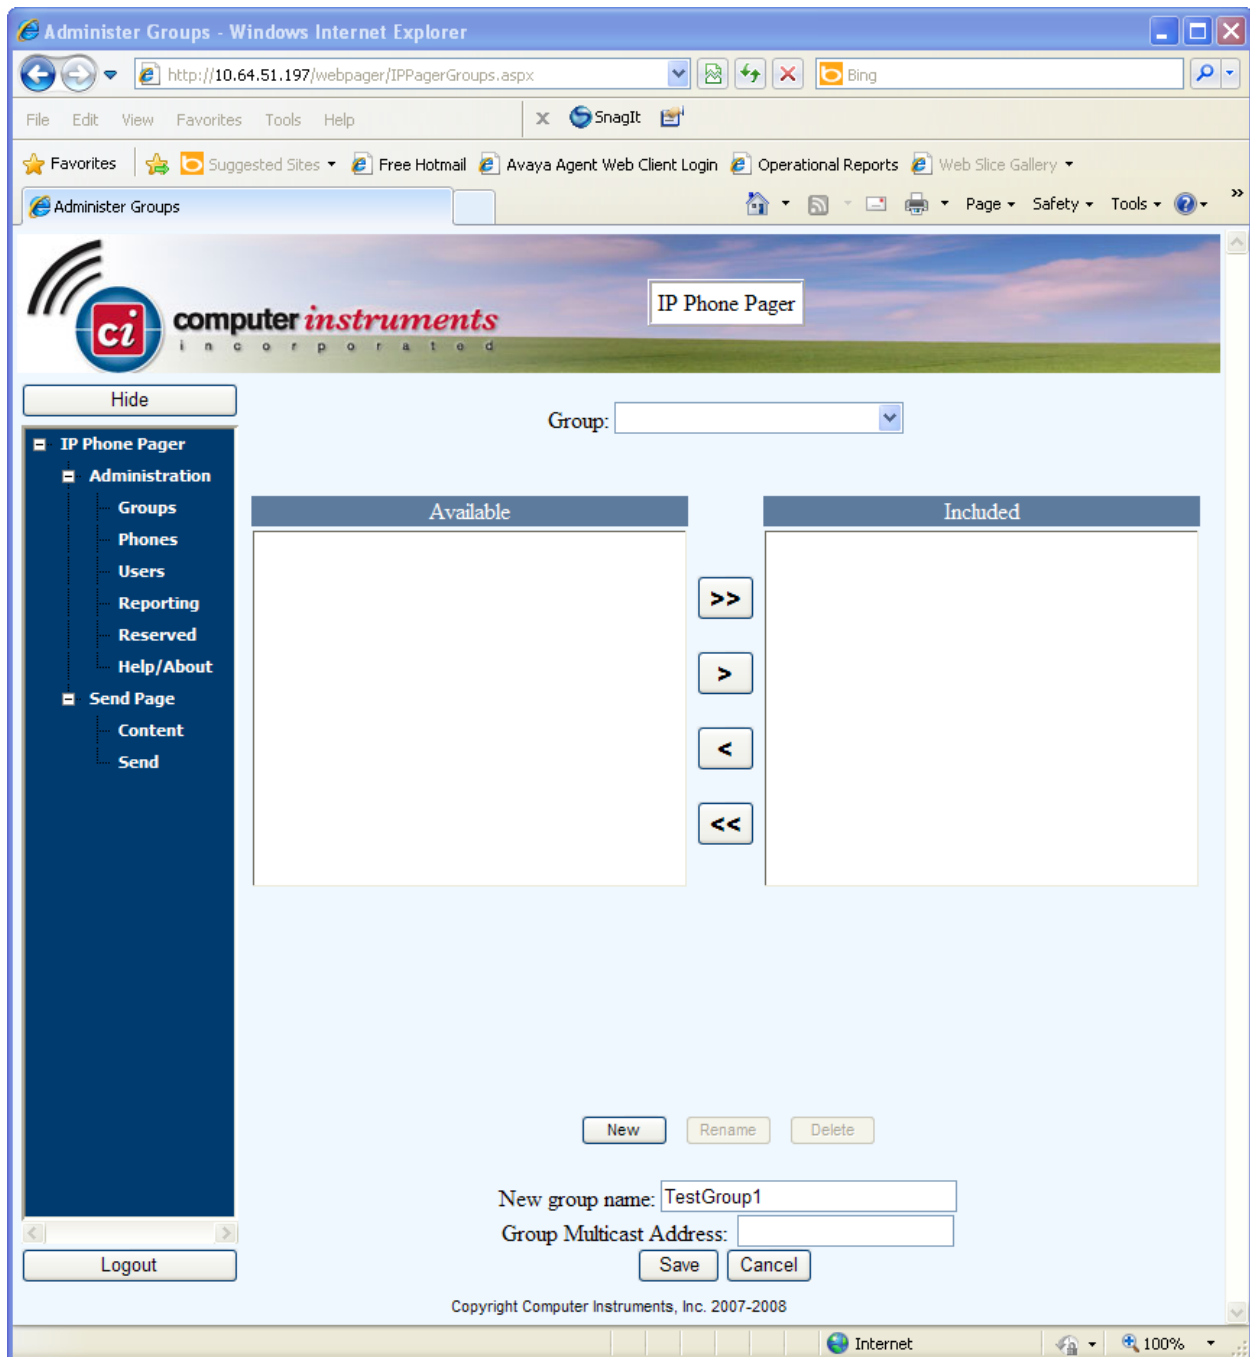 Administer Groups - Windows Internet Explorer
http://10.64.51.197/webpager/IPPagerGroups.aspx
Bing
File Edit View Favorites Tools Help
x SnagIt
Favorites Suggested Sites Free Hotmail Avaya Agent Web Client Login Operational Reports Web Slice Gallery
Administer Groups
Page Safety Tools »
ci computer instruments
incorporated
IP Phone Pager
Hide
Group:
IP Phone Pager
Administration
Groups
Phones
Users
Reporting
Reserved
Help/About
Send Page
Content
Send
Available
Included
>>
>
<
<<
New Rename Delete
New group name: TestGroup1
Group Multicast Address:
Save Cancel
Logout
Copyright Computer Instruments, Inc. 2007-2008
Internet
100%